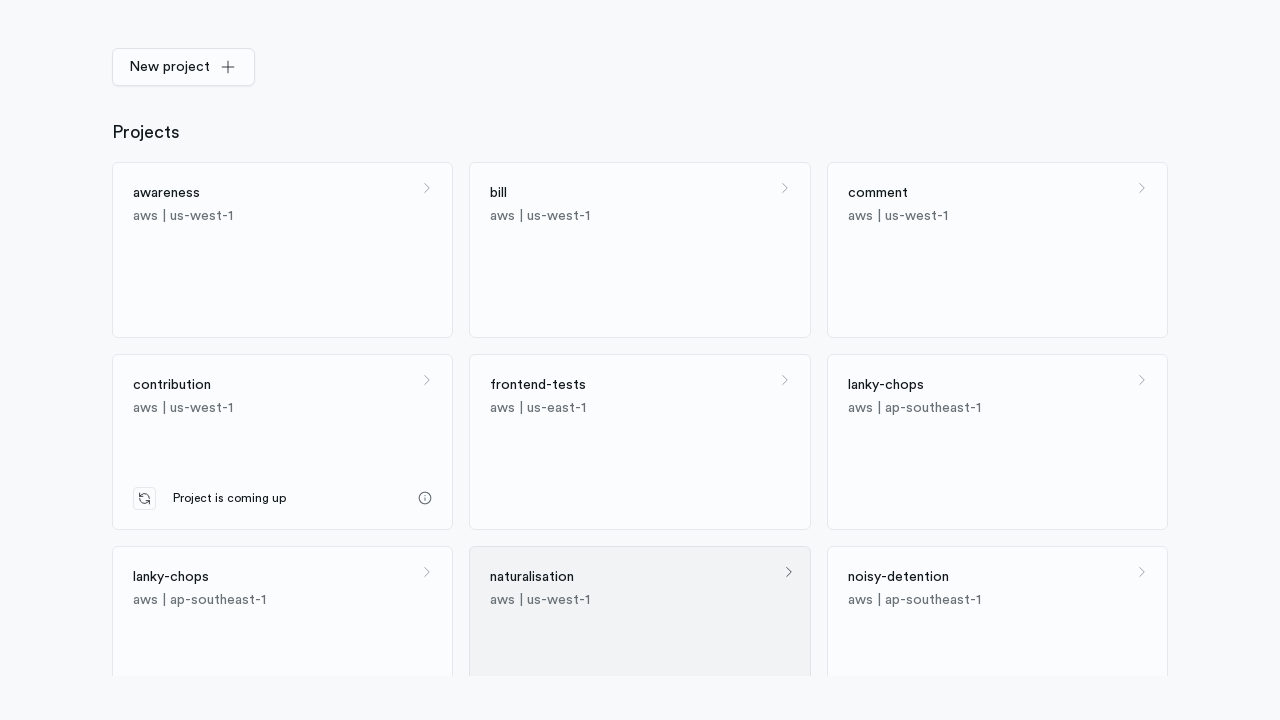 New project
Projects
awareness
aws | us-west-1
bill
aws | us-west-1
comment
aws | us-west-1
contribution
aws | us-west-1
Project is coming up
frontend-tests
aws | us-east-1
lanky-chops
aws | ap-southeast-1
lanky-chops
aws | ap-southeast-1
naturalisation
aws | us-west-1
noisy-detention
aws | ap-southeast-1